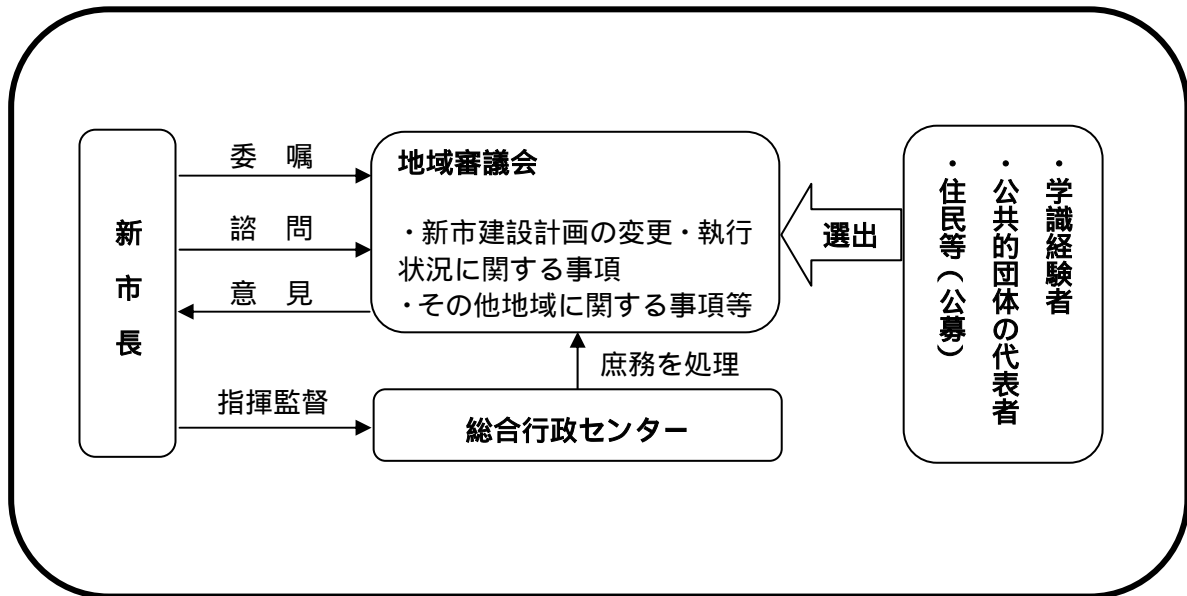 新市長
委　嘱
諮　問
意　見
指揮監督
地域審議会
・新市建設計画の変更・執行
状況に関する事項
・その他地域に関する事項等
庶務を処理
総合行政センター
選出
・学識経験者
・公共的団体の代表者
・住民等（公募）